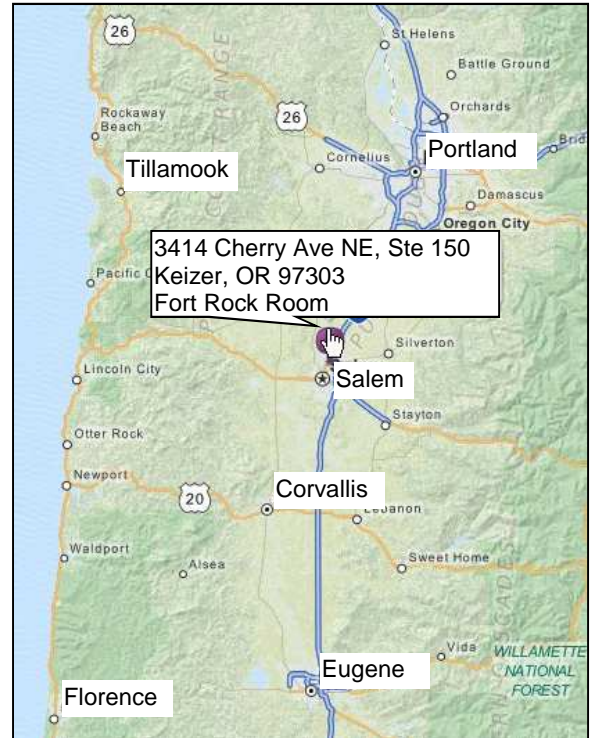 26
St Helens
Battle Ground
Rockaway
Beach
26
Orchards
Cornelius
Portland
Tillamook
Damascus
Oregon City
3414 Cherry Ave NE, Ste 150
Keizer, OR 97303
Fort Rock Room
Pacific
Silverton
Lincoln City
Salem
Stayton
Otter Rock
Newport
20
Corvallis
Lebanon
Waldport
Alsea
Sweet Home
Vida
WILLAMETTE
NATIONAL
FOREST
Eugene
Florence